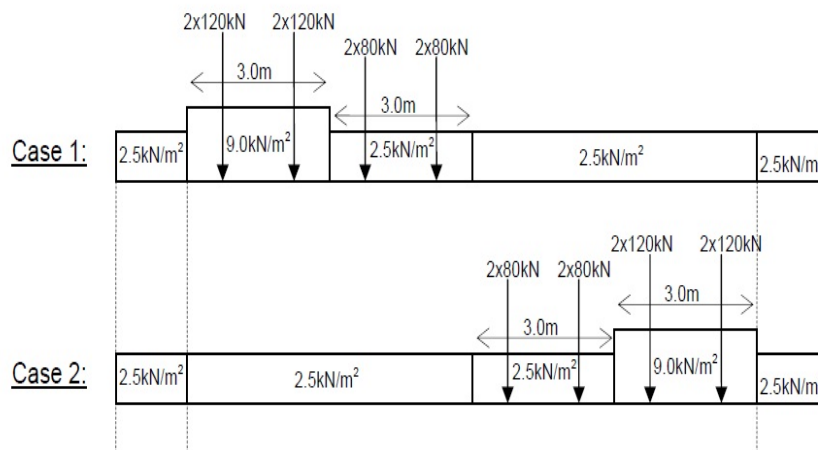 2x120kN 2x120kN
2x80kN 2x80kN
3.0m
3.0m
Case 1:
2.5kN/m² 9.0kN/m² 2.5kN/m² 2.5kN/m² 2.5kN/m²
2x120kN 2x120kN
2x80kN 2x80kN
3.0m
3.0m
Case 2:
2.5kN/m² 2.5kN/m² 2.5kN/m² 9.0kN/m² 2.5kN/m²